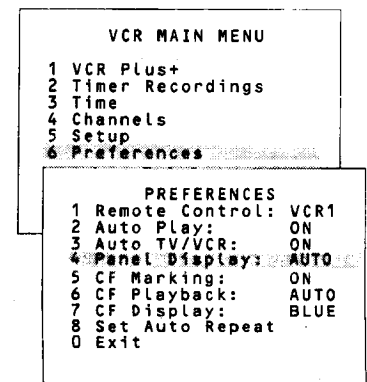 VCR MAIN MENU
1 VCR Plus+
2 Timer Recordings
3 Time
4 Channels
5 Setup
6 Preferences
PREFERENCES
1 Remote Control: VCR1
2 Auto Play: ON
3 Auto TV/VCR: ON
4 Panel Display: AUTO
5 CF Marking: ON
6 CF Playback: AUTO
7 CF Display: BLUE
8 Set Auto Repeat
0 Exit